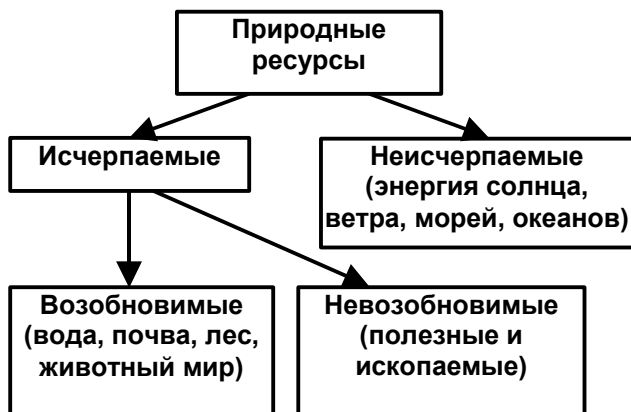 Природные
ресурсы
Исчерпаемые
Неисчерпаемые
(энергия солнца,
ветра, морей, океанов)
Возобновимые
(вода, почва, лес,
животный мир)
Невозобновимые
(полезные и
ископаемые)